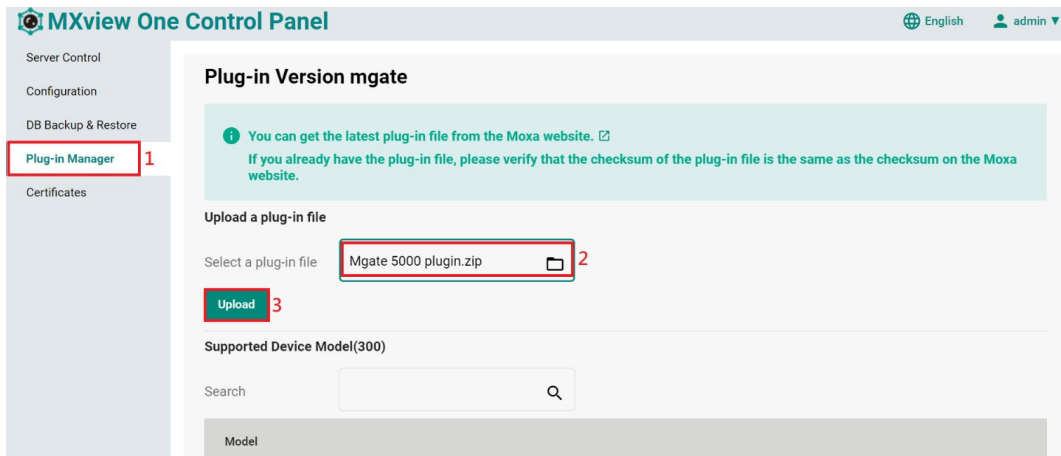 MXview One Control Panel
English
admin
Server Control
Configuration
DB Backup & Restore
Plug-in Manager
1
Certificates
Plug-in Version mgate
You can get the latest plug-in file from the Moxa website.
If you already have the plug-in file, please verify that the checksum of the plug-in file is the same as the checksum on the Moxa
website.
Upload a plug-in file
Select a plug-in file
Mgate 5000 plugin.zip
2
Upload
3
Supported Device Model(300)
Search
Model